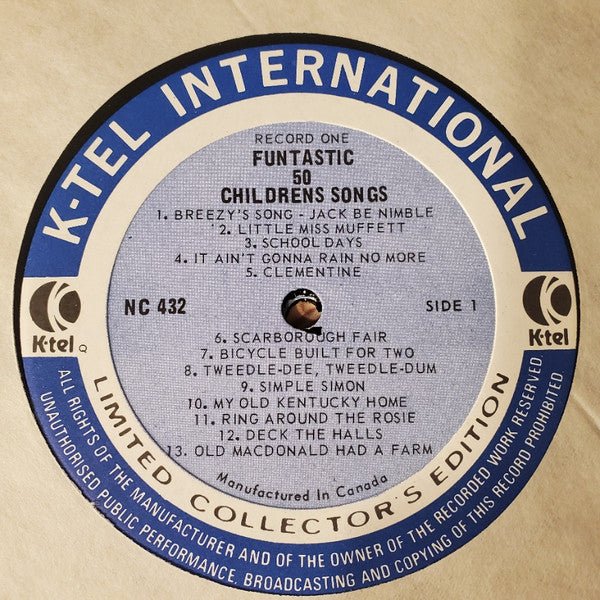 K-TEL INTERNATIONAL
RECORD ONE
FUNTASTIC
50
CHILDRENS SONGS
1. BREEZY'S SONG - JACK BE NIMBLE
2. LITTLE MISS MUFFETT
3. SCHOOL DAYS
4. IT AIN'T GONNA RAIN NO MORE
5. CLEMENTINE
NC 432
SIDE 1
K-tel
K-tel
6. SCARBOROUGH FAIR
7. BICYCLE BUILT FOR TWO
8. TWEEDLE-DEE, TWEEDLE-DUM
9. SIMPLE SIMON
10. MY OLD KENTUCKY HOME
11. RING AROUND THE ROSIE
12. DECK THE HALLS
13. OLD MACDONALD HAD A FARM
Manufactured In Canada
LIMITED COLLECTOR'S EDITION
ALL RIGHTS OF THE MANUFACTURER AND OF THE OWNER OF THE RECORDED WORK RESERVED.
UNAUTHORISED PUBLIC PERFORMANCE, BROADCASTING AND COPYING OF THIS RECORD PROHIBITED